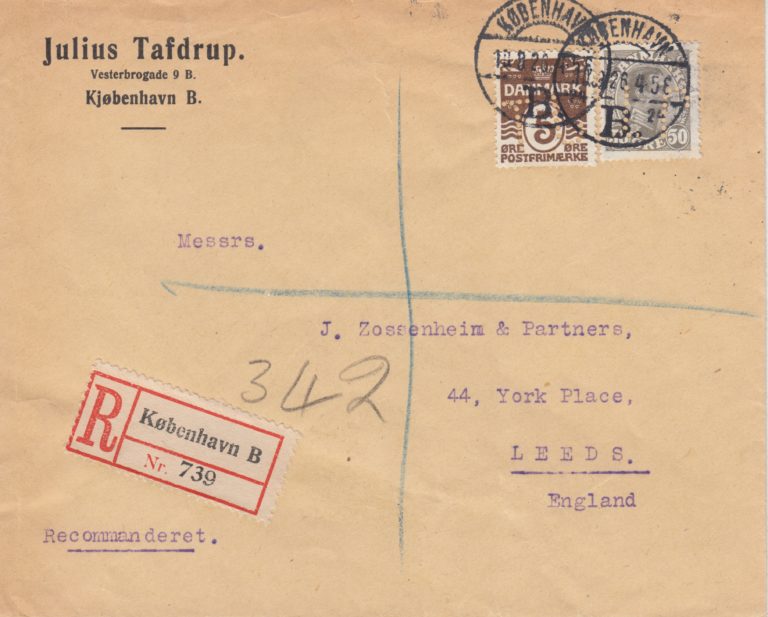 Julius Tafdrup.
Vesterbrogade 9 B.
Kjøbenhavn B.
KØBENHAVN
KØBENHAVN
B
B
DANMARK
5
ØRE ØRE
POSTFRIMÆRKE
50
ØRE
Messrs.
J. Zossenheim & Partners,
342
44, York Place,
LEEDS.
England
R
København B
Nr. 739
Recommanderet.